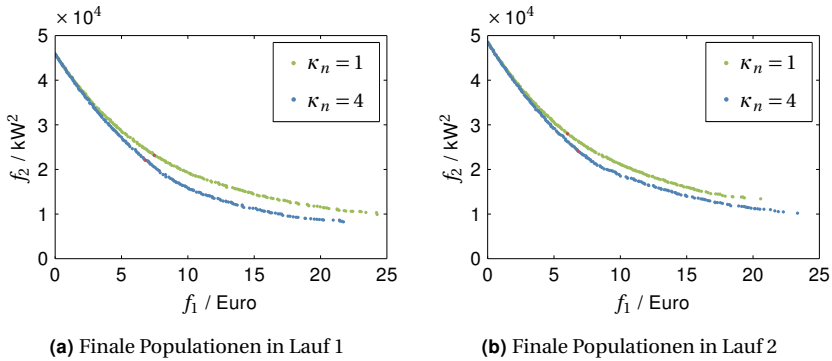 × 10⁴
5
4
3
2
1
0
0 5 10 15 20 25
f₂ / kW²
f₁ / Euro
κₙ = 1
κₙ = 4
(a) Finale Populationen in Lauf 1
× 10⁴
5
4
3
2
1
0
0 5 10 15 20 25
f₂ / kW²
f₁ / Euro
κₙ = 1
κₙ = 4
(b) Finale Populationen in Lauf 2